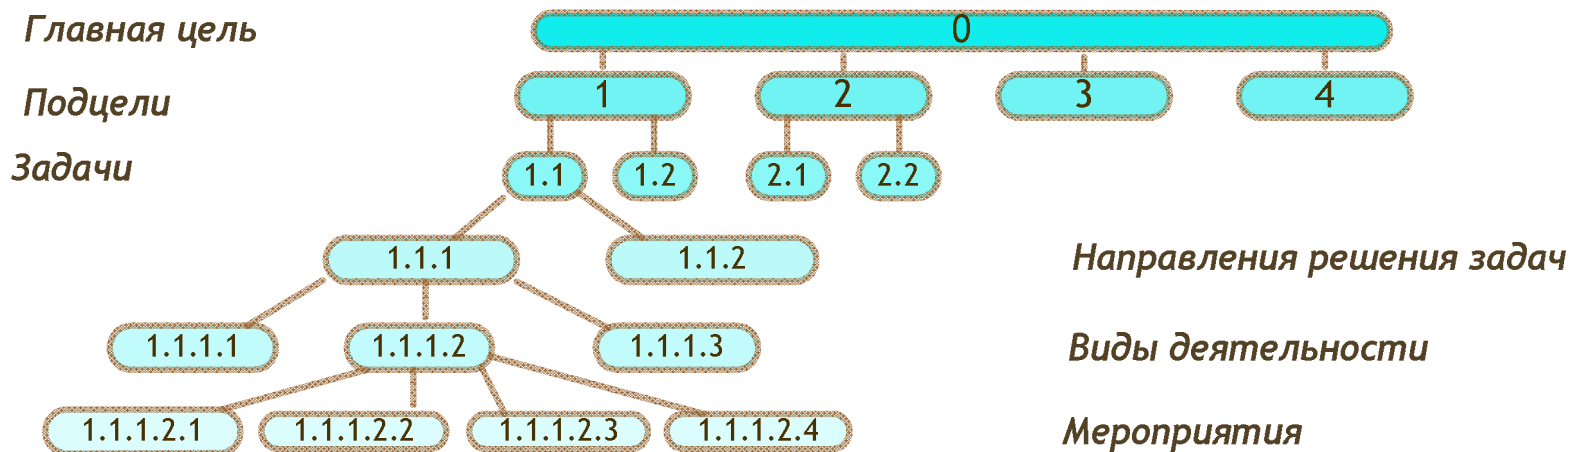 Главная цель 0
Подцели 1 2 3 4
Задачи 1.1 1.2 2.1 2.2
1.1.1 1.1.2 Направления решения задач
1.1.1.1 1.1.1.2 1.1.1.3 Виды деятельности
1.1.1.2.1 1.1.1.2.2 1.1.1.2.3 1.1.1.2.4 Мероприятия